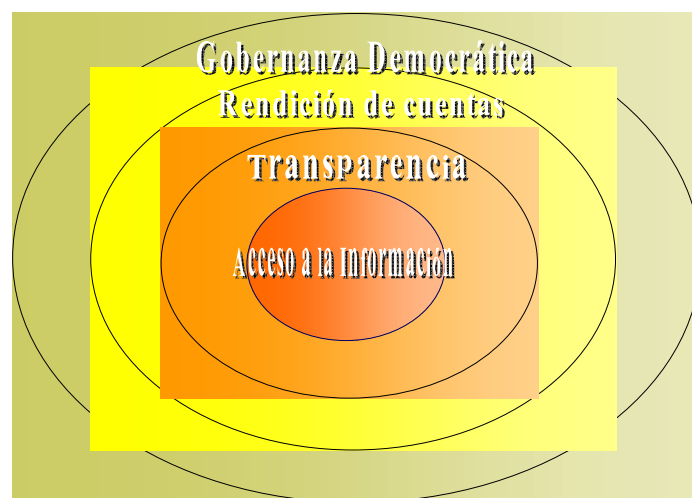 Gobernanza Democrática
Rendición de cuentas
Transparencia
Acceso a la Información